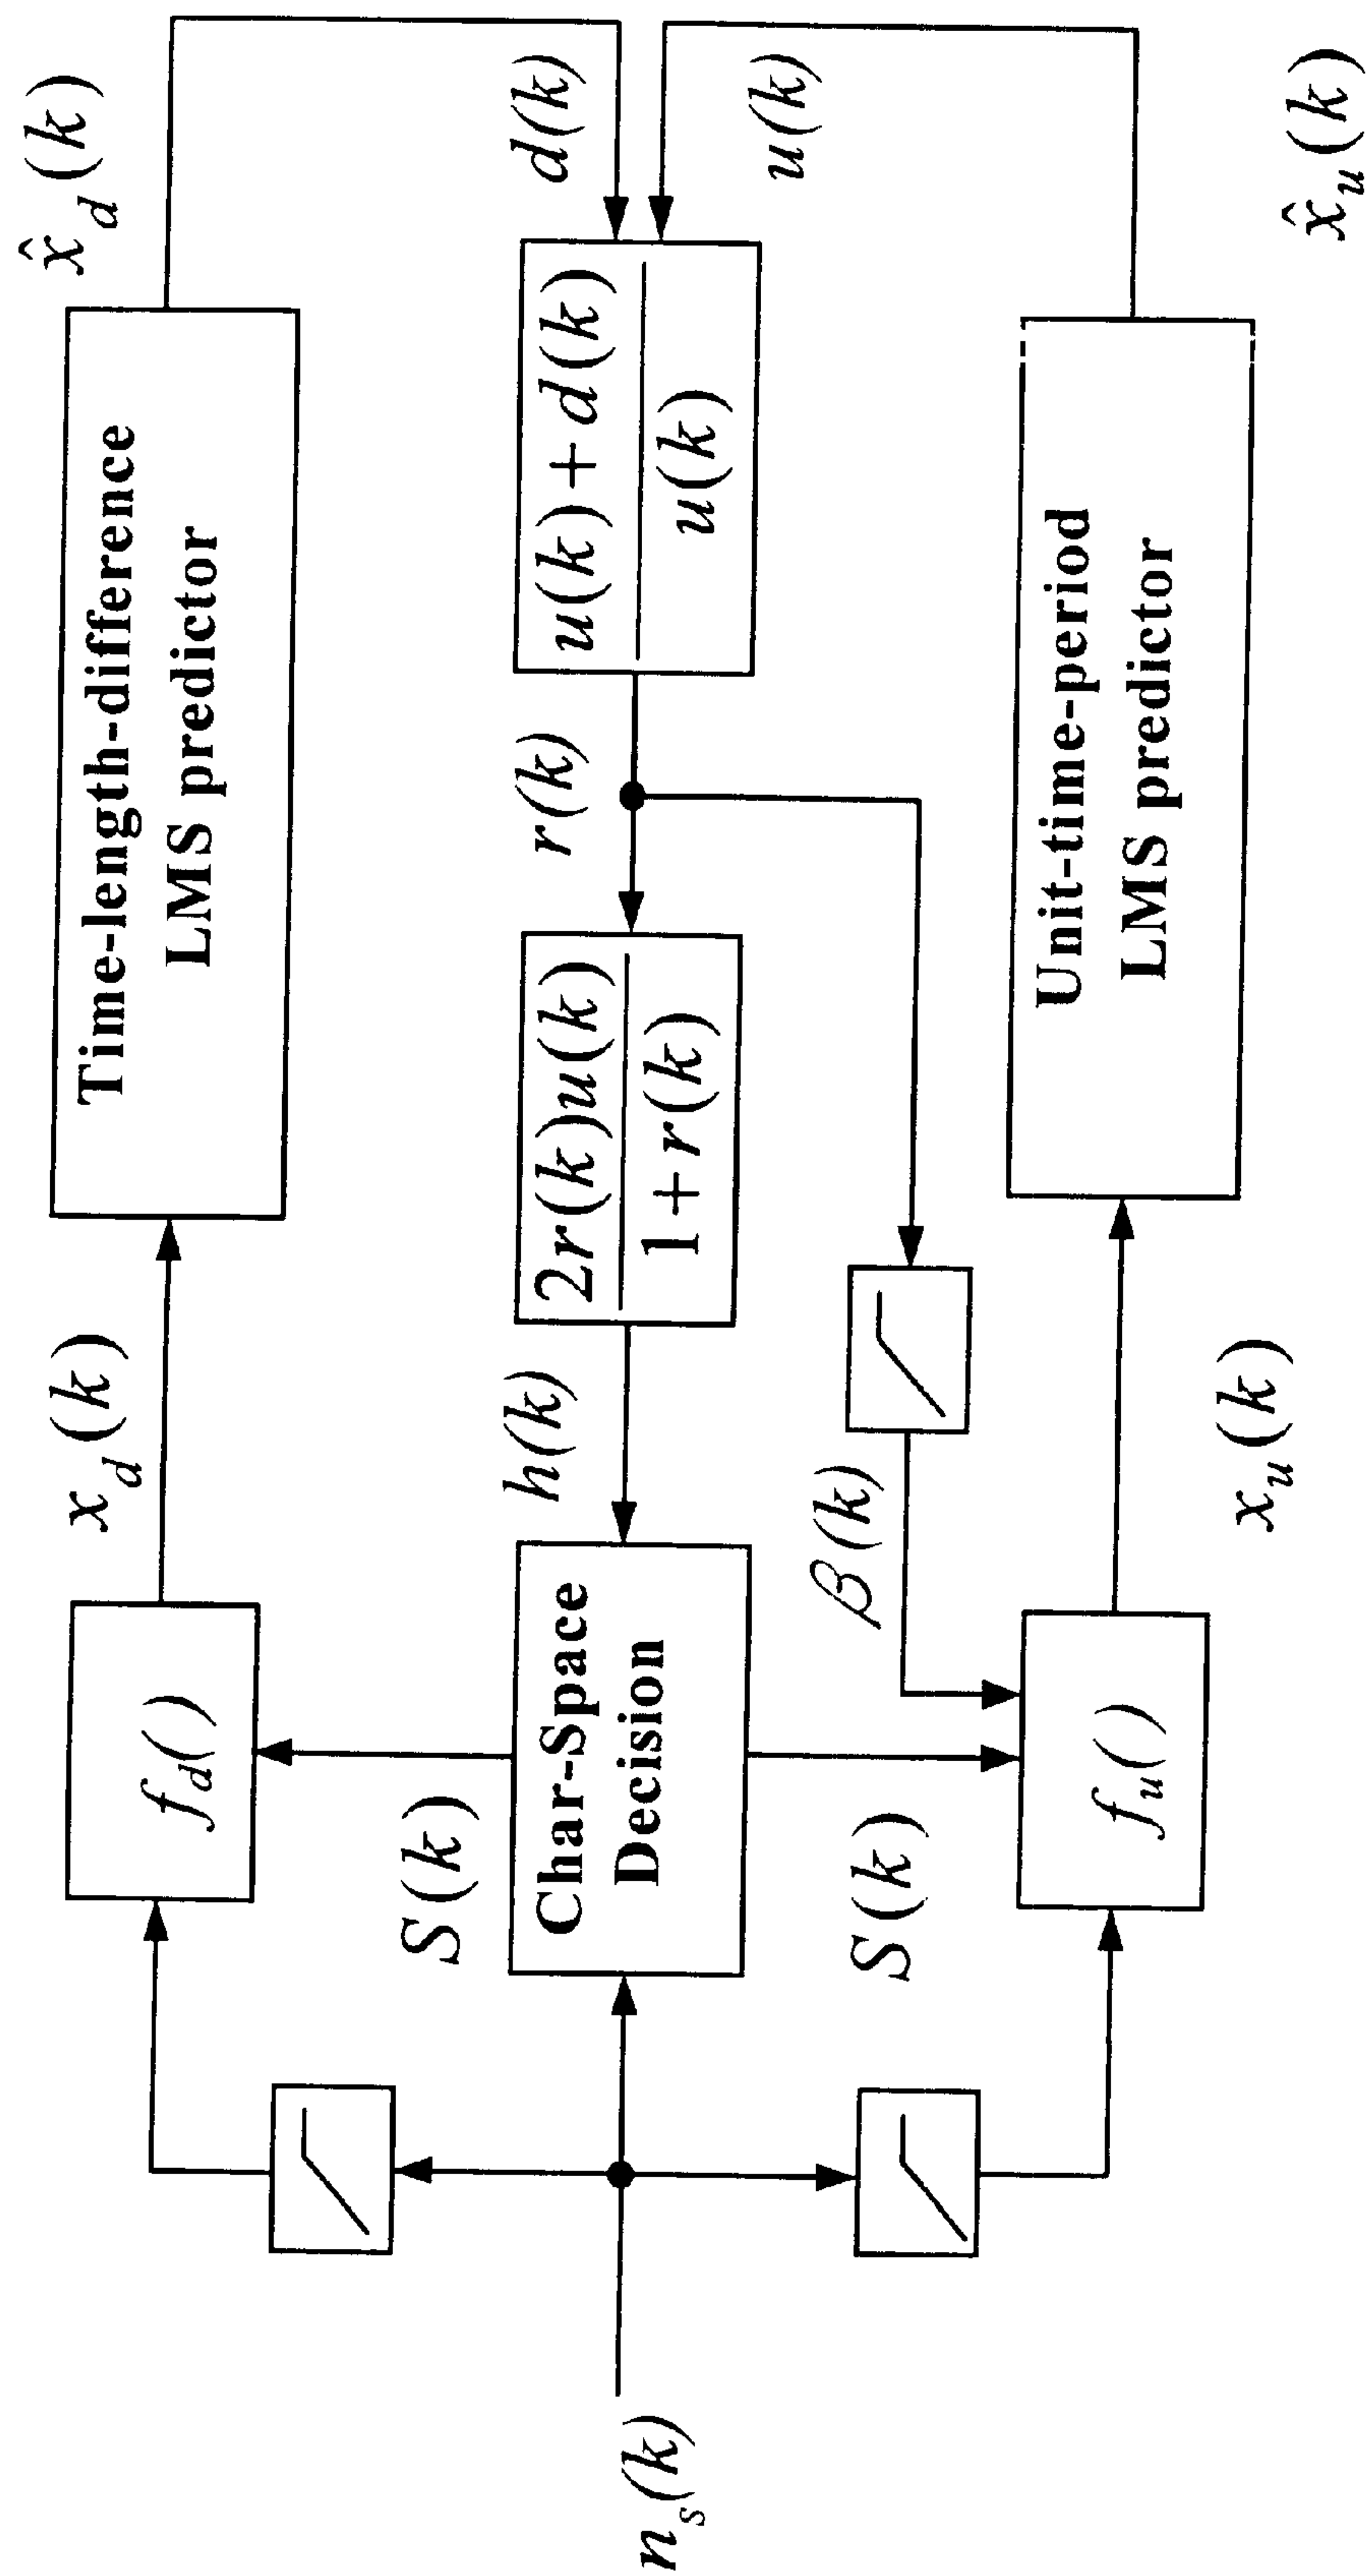 x̂_d(k)
Time-length-difference
LMS predictor
x_d(k)
f_d()
d(k)
u(k)
u(k)+d(k)
u(k)
r(k)
2r(k)u(k)
1+r(k)
h(k)
Char-Space
Decision
S(k)
S(k)
n_s(k)
β(k)
f_u()
x_u(k)
Unit-time-period
LMS predictor
x̂_u(k)